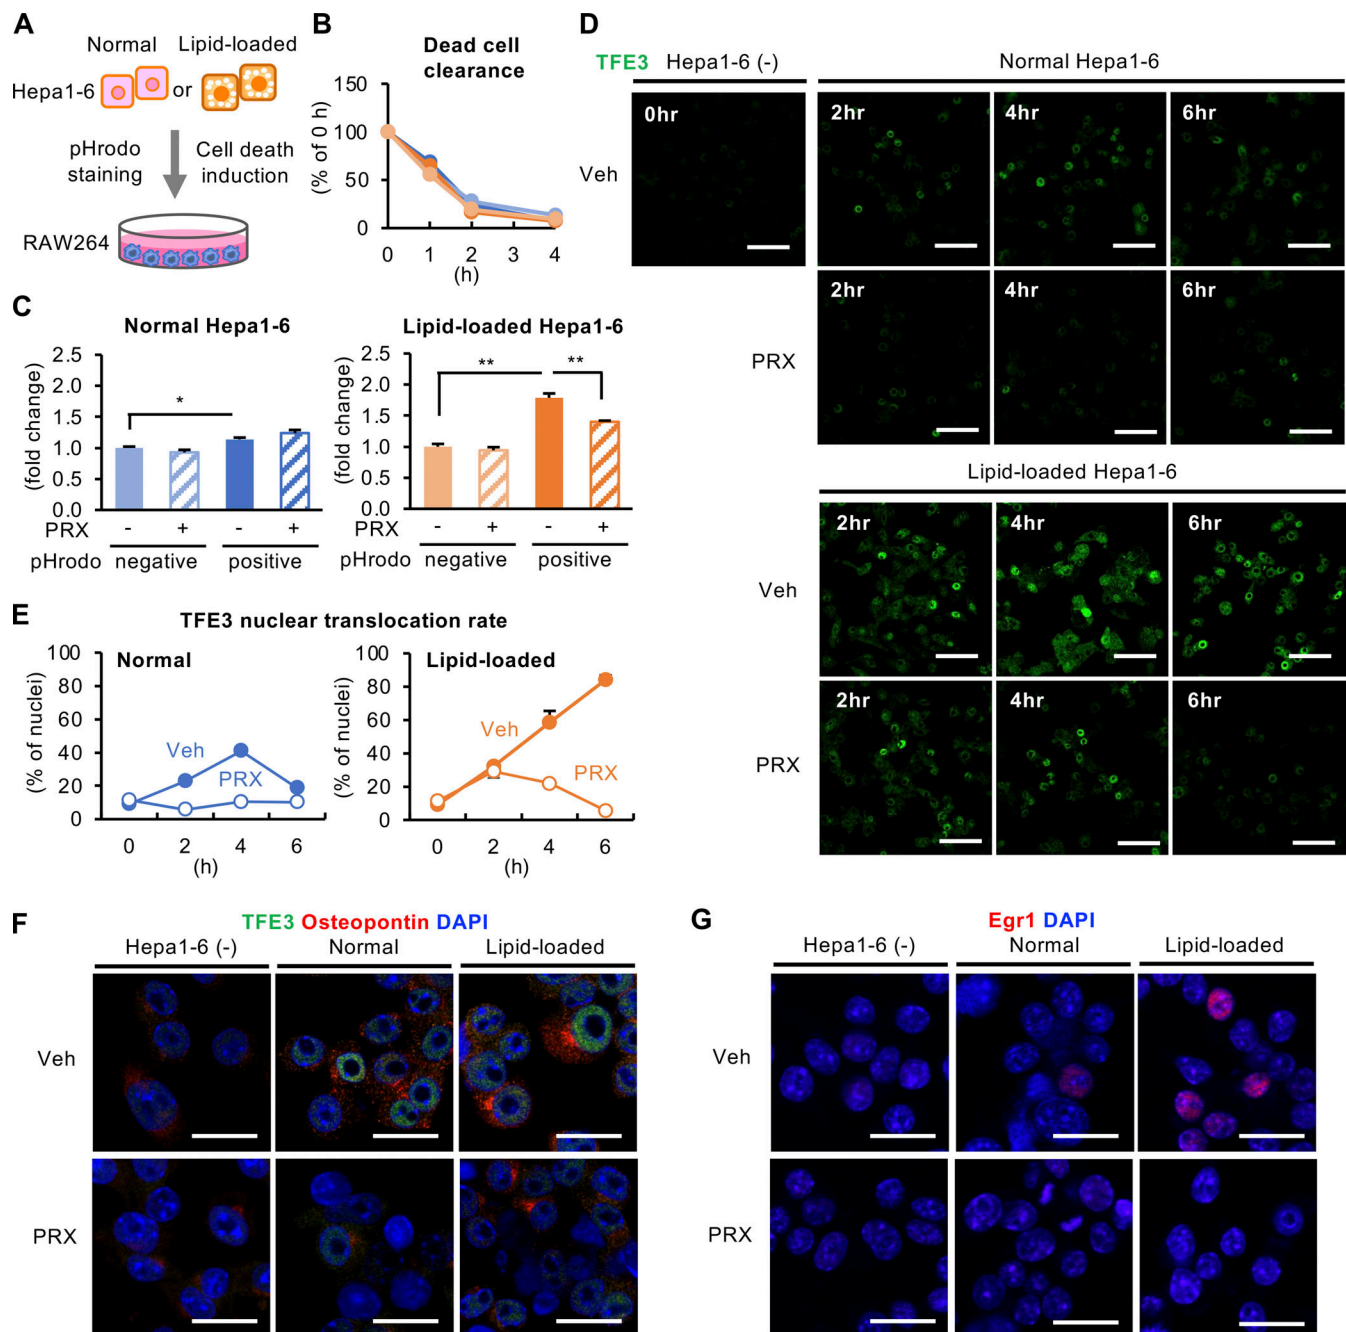 A
Normal
Lipid-loaded
Hepa1-6
or
pHrodo
staining
Cell death
induction
RAW264
B
Dead cell
clearance
(% of 0 h)
150
100
50
0
0 1 2 3 4
(h)
C
Normal Hepa1-6
(fold change)
2.5
2.0
1.5
1.0
0.5
0.0
*
PRX - + - +
pHrodo negative positive
Lipid-loaded Hepa1-6
(fold change)
2.5
2.0
1.5
1.0
0.5
0.0
** **
PRX - + - +
pHrodo negative positive
D
TFE3
Hepa1-6 (-)
Normal Hepa1-6
Veh
0hr
2hr
4hr
6hr
PRX
2hr
4hr
6hr
Lipid-loaded Hepa1-6
Veh
2hr
4hr
6hr
PRX
2hr
4hr
6hr
E
TFE3 nuclear translocation rate
(% of nuclei)
100
80
60
40
20
0
Normal
Veh
PRX
0 2 4 6
(h)
(% of nuclei)
100
80
60
40
20
0
Lipid-loaded
Veh
PRX
0 2 4 6
(h)
F
TFE3 Osteopontin DAPI
Hepa1-6 (-)
Normal
Lipid-loaded
Veh
PRX
G
Egr1 DAPI
Hepa1-6 (-)
Normal
Lipid-loaded
Veh
PRX